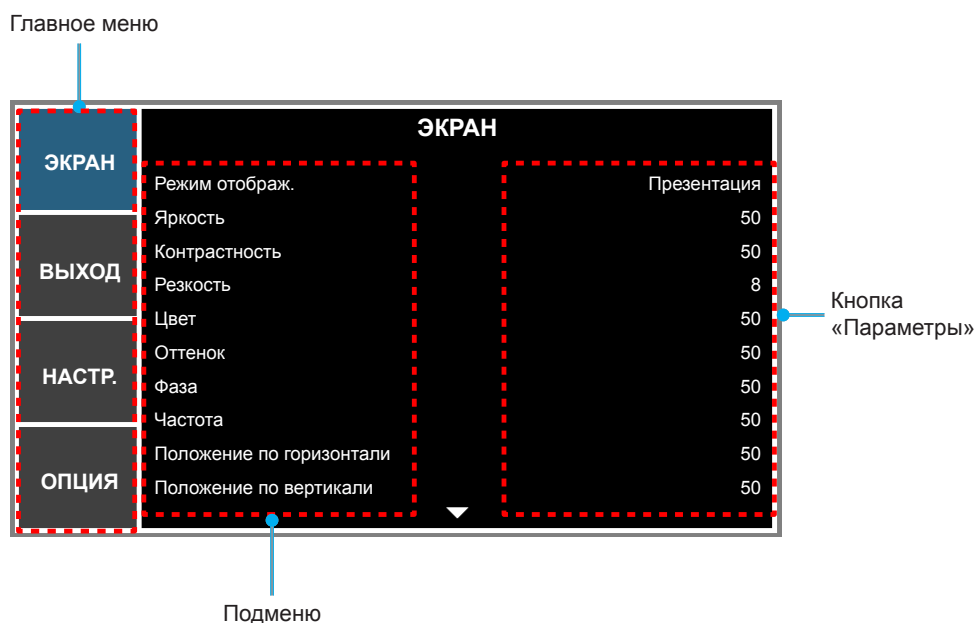 Главное меню
ЭКРАН
ВЫХОД
НАСТР.
ОПЦИЯ
ЭКРАН
Режим отображ. Презентация
Яркость 50
Контрастность 50
Резкость 8
Цвет 50
Оттенок 50
Фаза 50
Частота 50
Положение по горизонтали 50
Положение по вертикали 50
Кнопка
«Параметры»
Подменю